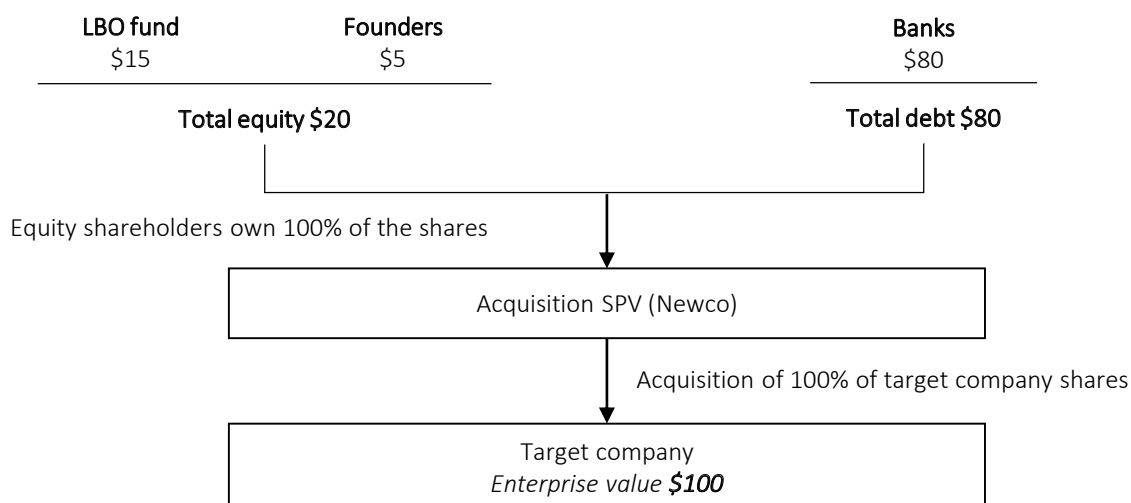 LBO fund
$15
Founders
$5
Banks
$80
Total equity $20
Total debt $80
Equity shareholders own 100% of the shares
Acquisition SPV (Newco)
Acquisition of 100% of target company shares
Target company
Enterprise value $100